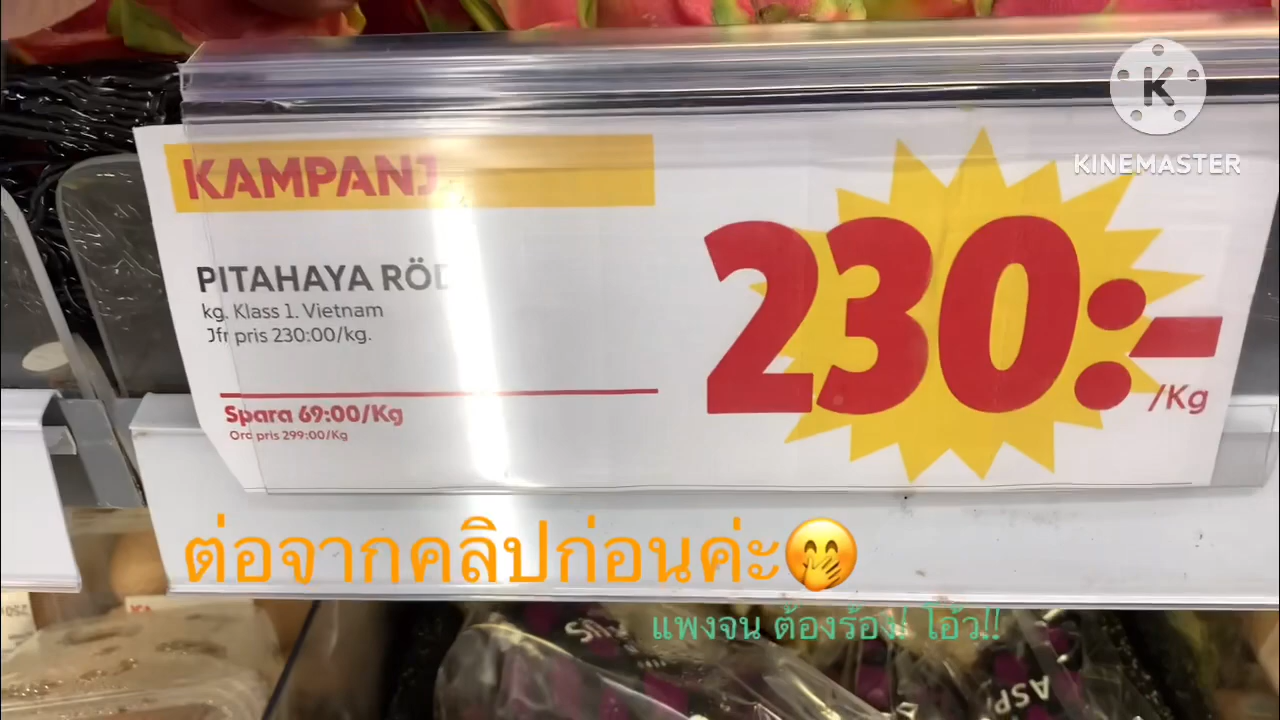 K
KINEMASTER
KAMPANJ
PITAHAYA RÖD
kg. Klass 1. Vietnam
Jfr pris 230:00/kg.
230:-
/Kg
Spara 69:00/Kg
Ord pris 299:00/Kg
ต่อจากคลิปก่อนค่ะ🤭
แพงจน ต้องร้อง! โอ้ว!!
ASP